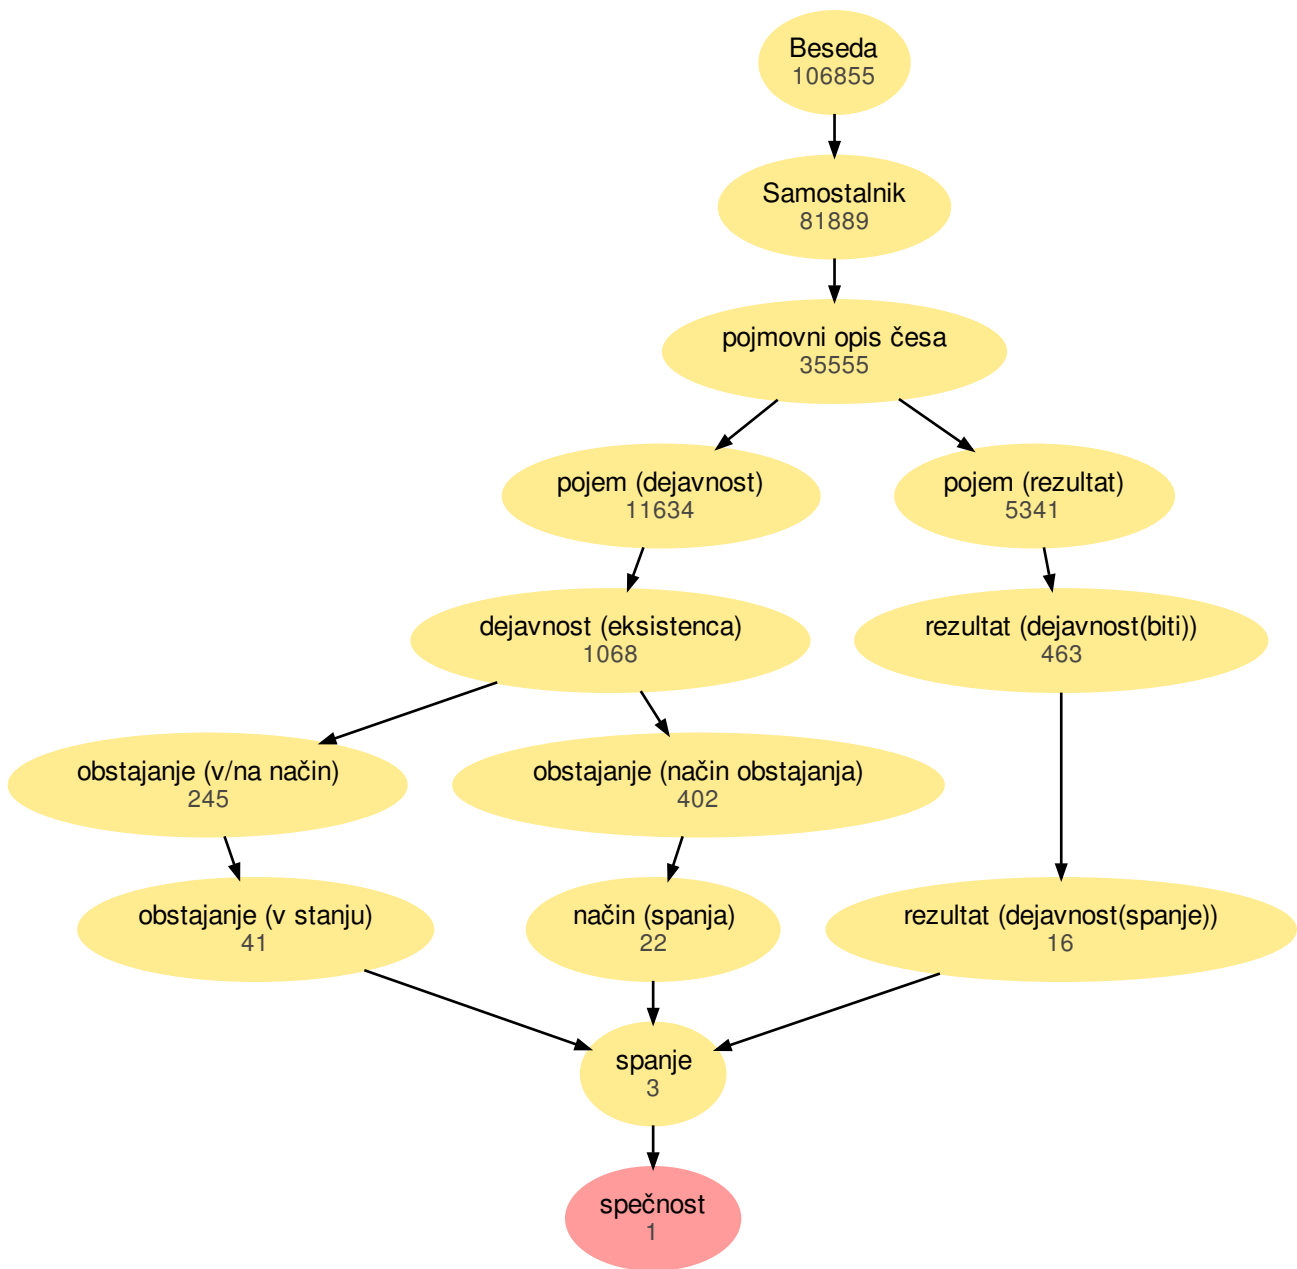 Beseda
106855
Samostalnik
81889
pojmovni opis česa
35555
pojem (dejavnost)
11634
pojem (rezultat)
5341
dejavnost (eksistenca)
1068
rezultat (dejavnost(biti))
463
obstajanje (v/na način)
245
obstajanje (način obstajanja)
402
obstajanje (v stanju)
41
način (spanja)
22
rezultat (dejavnost(spanje))
16
spanje
3
spečnost
1